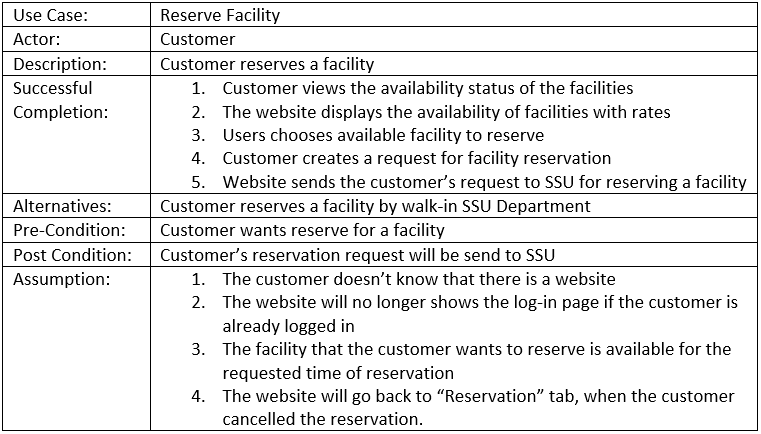 Use Case: Reserve Facility
Actor: Customer
Description: Customer reserves a facility
Successful Completion: 1. Customer views the availability status of the facilities
2. The website displays the availability of facilities with rates
3. Users chooses available facility to reserve
4. Customer creates a request for facility reservation
5. Website sends the customer’s request to SSU for reserving a facility
Alternatives: Customer reserves a facility by walk-in SSU Department
Pre-Condition: Customer wants reserve for a facility
Post Condition: Customer’s reservation request will be send to SSU
Assumption: 1. The customer doesn’t know that there is a website
2. The website will no longer shows the log-in page if the customer is
already logged in
3. The facility that the customer wants to reserve is available for the
requested time of reservation
4. The website will go back to “Reservation” tab, when the customer
cancelled the reservation.